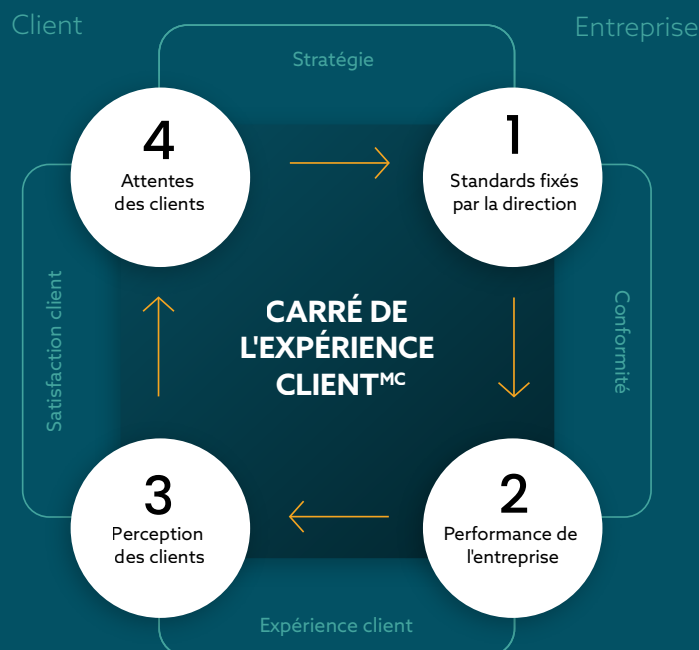 Client
Entreprise
Stratégie
4
Attentes
des clients
1
Standards fixés
par la direction
Satisfaction client
CARRÉ DE
L'EXPÉRIENCE
CLIENTᴹᶜ
Conformité
3
Perception
des clients
2
Performance de
l'entreprise
Expérience client